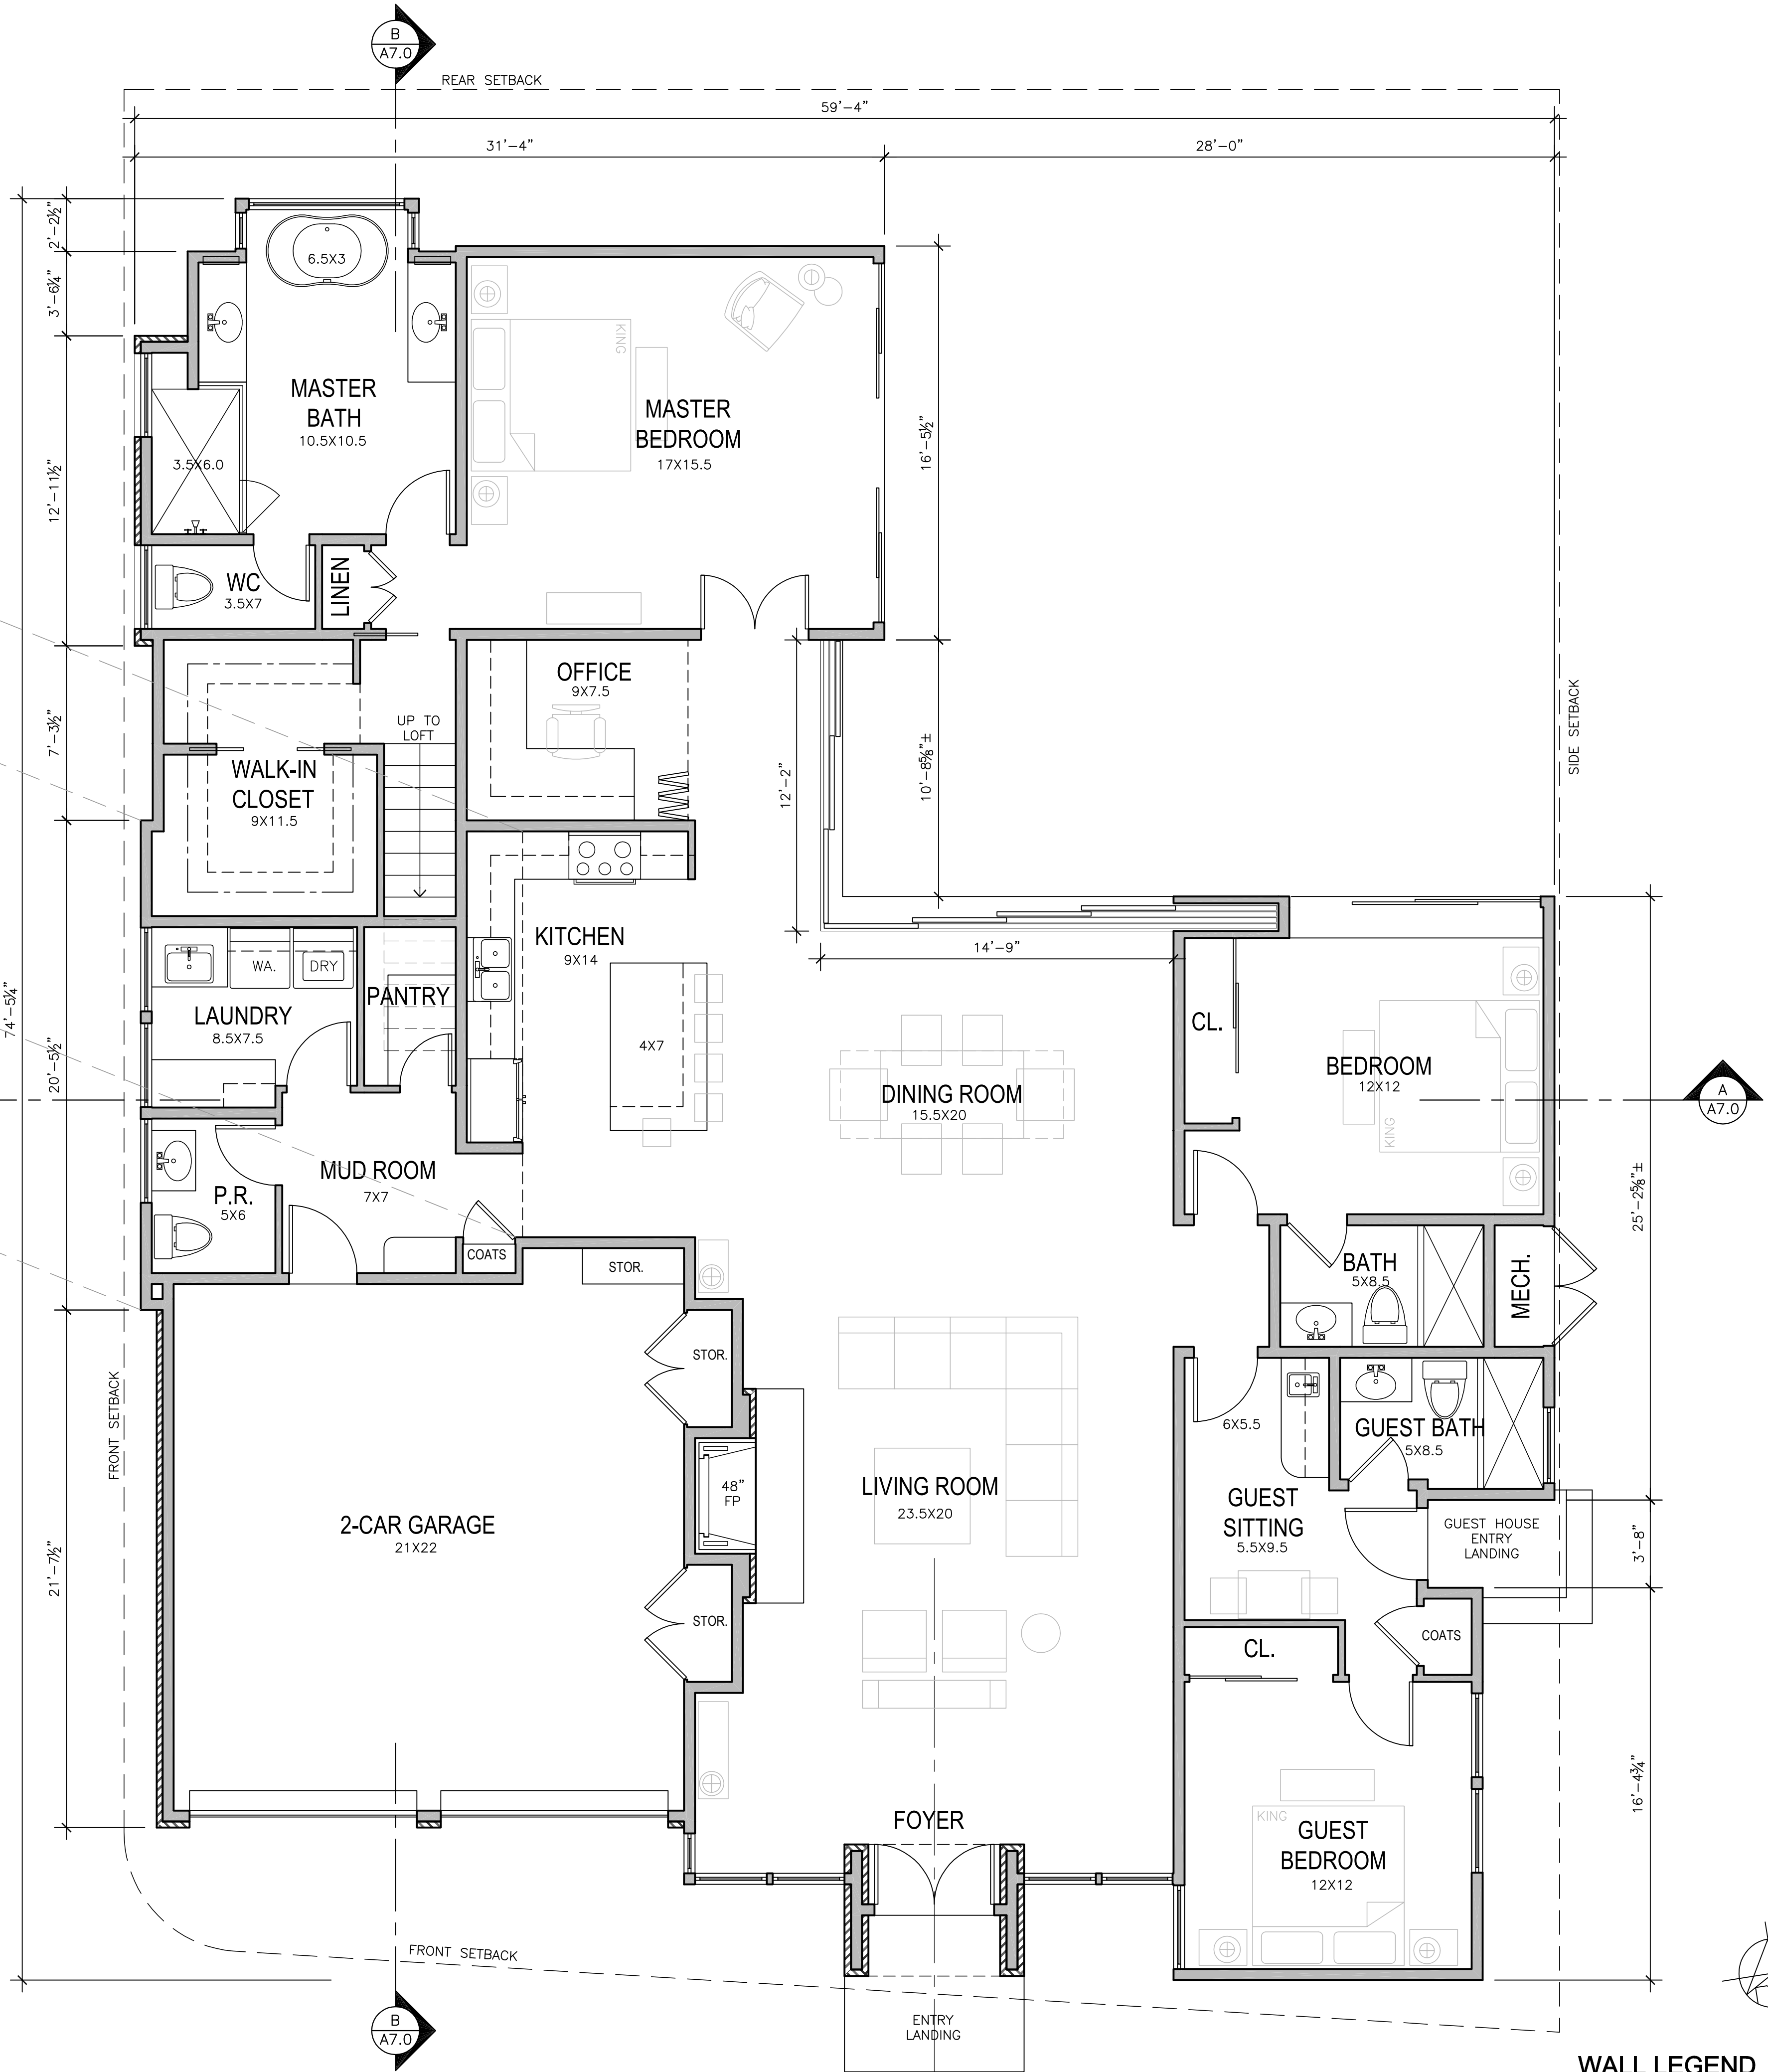 B
A7.0
REAR SETBACK
59'-4"
31'-4"
28'-0"
2'-2½"
3'-6¼"
12'-11½"
7'-3½"
20'-5½"
21'-7½"
74'-5¼"
6.5X3
MASTER
BATH
10.5X10.5
3.5X6.0
KING
MASTER
BEDROOM
17X15.5
16'-5½"
WC
3.5X7
LINEN
OFFICE
9X7.5
UP TO
LOFT
12'-2"
10'-8⅝"±
SIDE SETBACK
WALK-IN
CLOSET
9X11.5
KITCHEN
9X14
14'-9"
WA.
DRY
PANTRY
LAUNDRY
8.5X7.5
4X7
CL.
DINING ROOM
15.5X20
BEDROOM
12X12
KING
A
A7.0
MUD ROOM
7X7
P.R.
5X6
25'-2⅝"±
COATS
STOR.
BATH
5X8.5
MECH.
STOR.
FRONT SETBACK
6X5.5
GUEST BATH
5X8.5
48"
FP
LIVING ROOM
23.5X20
GUEST
SITTING
5.5X9.5
GUEST HOUSE
ENTRY
LANDING
3'-8"
2-CAR GARAGE
21X22
STOR.
CL.
COATS
16'-4¾"
FOYER
KING
GUEST
BEDROOM
12X12
FRONT SETBACK
B
A7.0
ENTRY
LANDING
WALL LEGEND